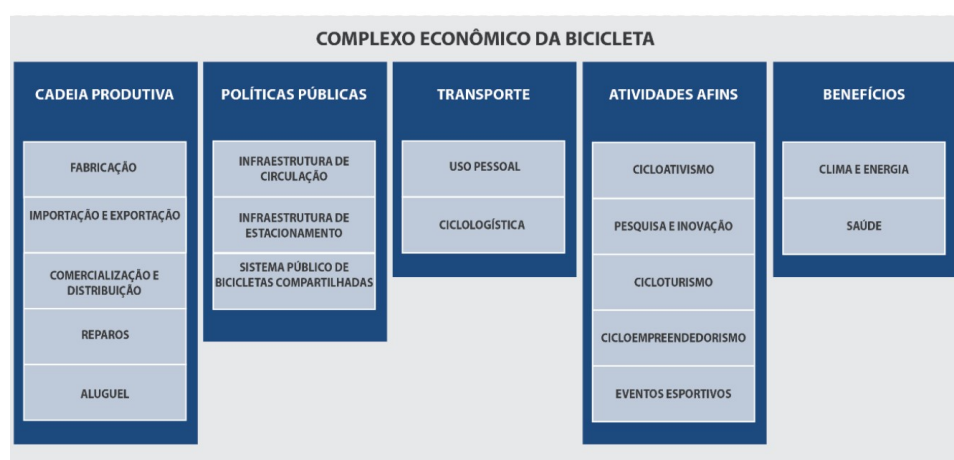 COMPLEXO ECONÔMICO DA BICICLETA
CADEIA PRODUTIVA
FABRICAÇÃO
IMPORTAÇÃO E EXPORTAÇÃO
COMERCIALIZAÇÃO E
DISTRIBUIÇÃO
REPAROS
ALUGUEL
POLÍTICAS PÚBLICAS
INFRAESTRUTURA DE
CIRCULAÇÃO
INFRAESTRUTURA DE
ESTACIONAMENTO
SISTEMA PÚBLICO DE
BICICLETAS COMPARTILHADAS
TRANSPORTE
USO PESSOAL
CICLOLOGÍSTICA
ATIVIDADES AFINS
CICLOATIVISMO
PESQUISA E INOVAÇÃO
CICLOTURISMO
CICLOEMPREENDEDORISMO
EVENTOS ESPORTIVOS
BENEFÍCIOS
CLIMA E ENERGIA
SAÚDE